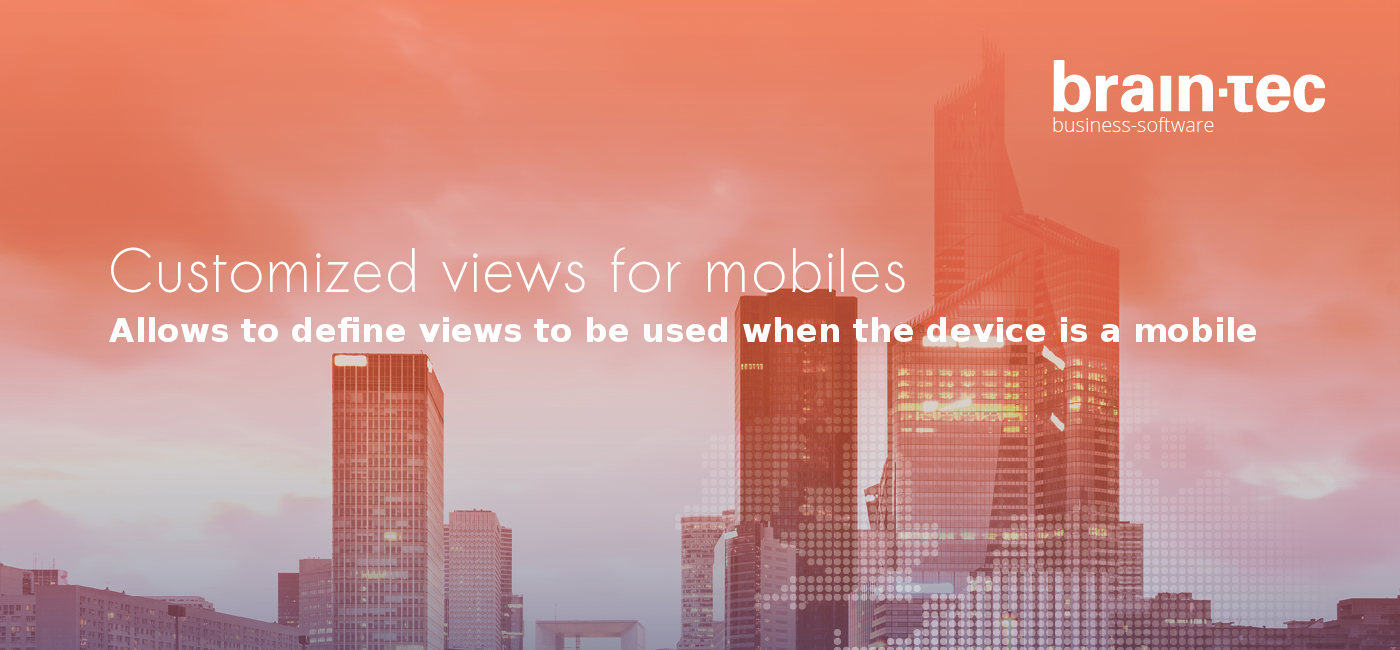 brain·tec
business-software
Customized views for mobiles
Allows to define views to be used when the device is a mobile